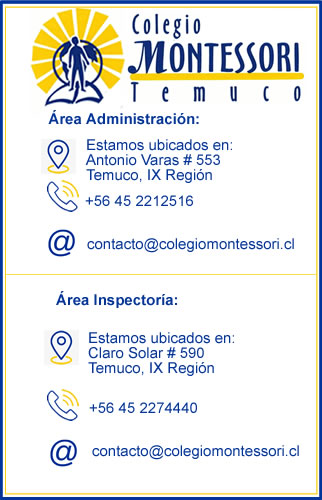 Colegio
MONTESSORI
Temuco
Área Administración:
Estamos ubicados en:
Antonio Varas # 553
Temuco, IX Región
+56 45 2212516
@ contacto@colegiomontessori.cl
Área Inspectoría:
Estamos ubicados en:
Claro Solar # 590
Temuco, IX Región
+56 45 2274440
@ contacto@colegiomontessori.cl